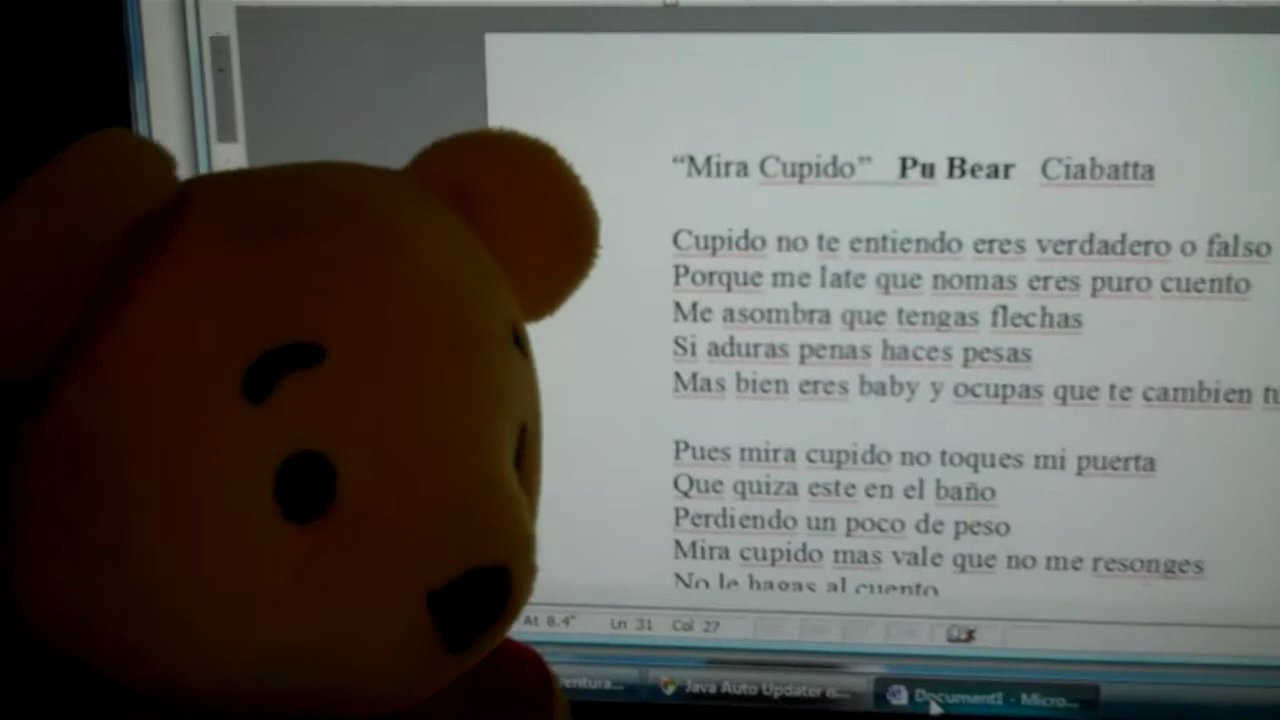 “Mira Cupido” Pu Bear Ciabatta
Cupido no te entiendo eres verdadero o falso
Porque me late que nomas eres puro cuento
Me asombra que tengas flechas
Si aduras penas haces pesas
Mas bien eres baby y ocupas que te cambien
Pues mira cupido no toques mi puerta
Que quiza este en el baño
Perdiendo un poco de peso
Mira cupido mas vale que no me resonges
No le hagas al cuento
At 8.4" Ln 31 Col 27
entura... Java Auto Updater n... Document1 - Micro...